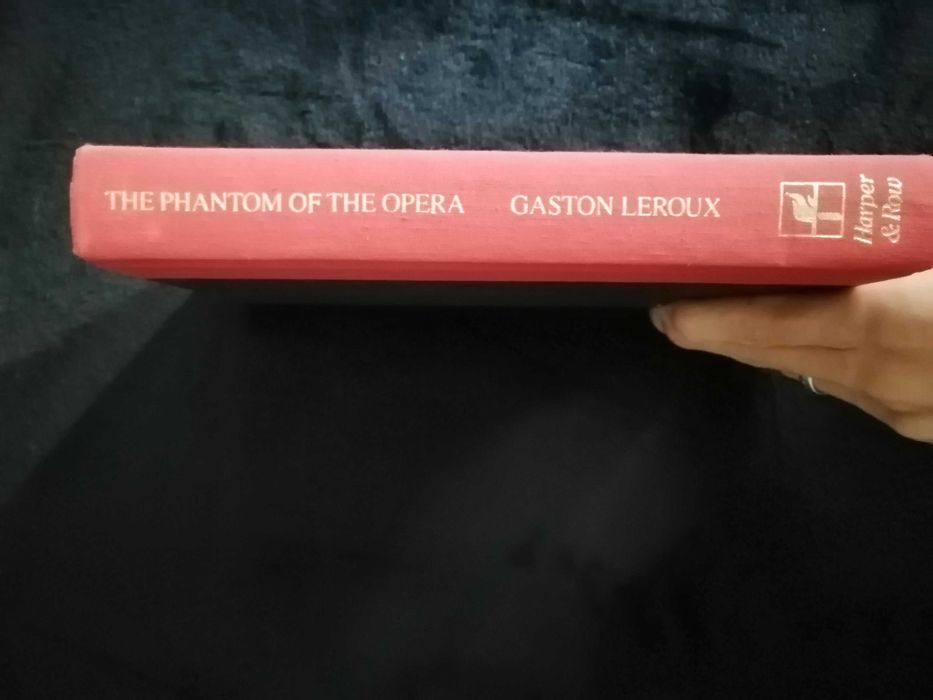 THE PHANTOM OF THE OPERA GASTON LEROUX
Harper
& Row